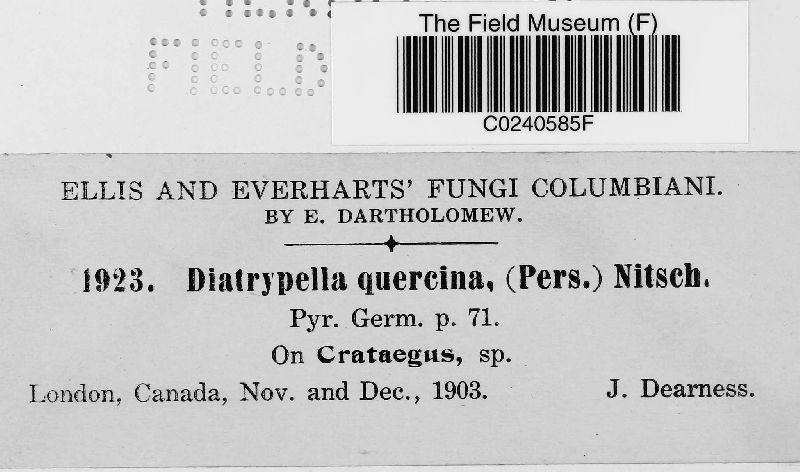 The Field Museum (F)
FIELD
C0240585F
ELLIS AND EVERHARTS' FUNGI COLUMBIANI.
BY E. DARTHOLOMEW.
1923. Diatrypella quercina, (Pers.) Nitsch.
Pyr. Germ. p. 71.
On Crataegus, sp.
London, Canada, Nov. and Dec., 1903. J. Dearness.